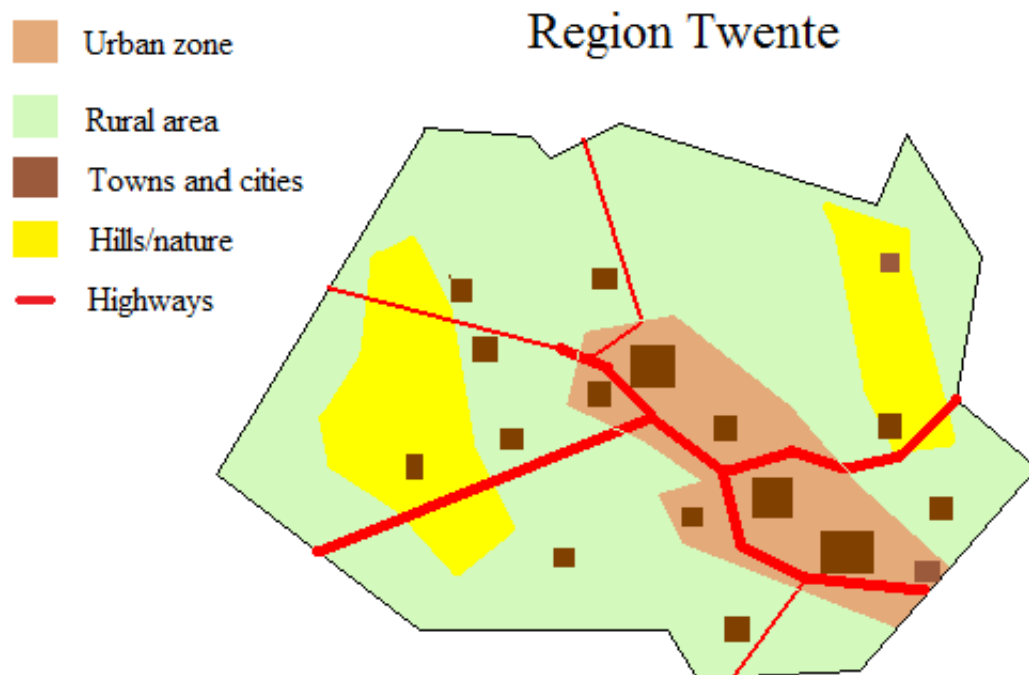 Region Twente
Urban zone
Rural area
Towns and cities
Hills/nature
Highways